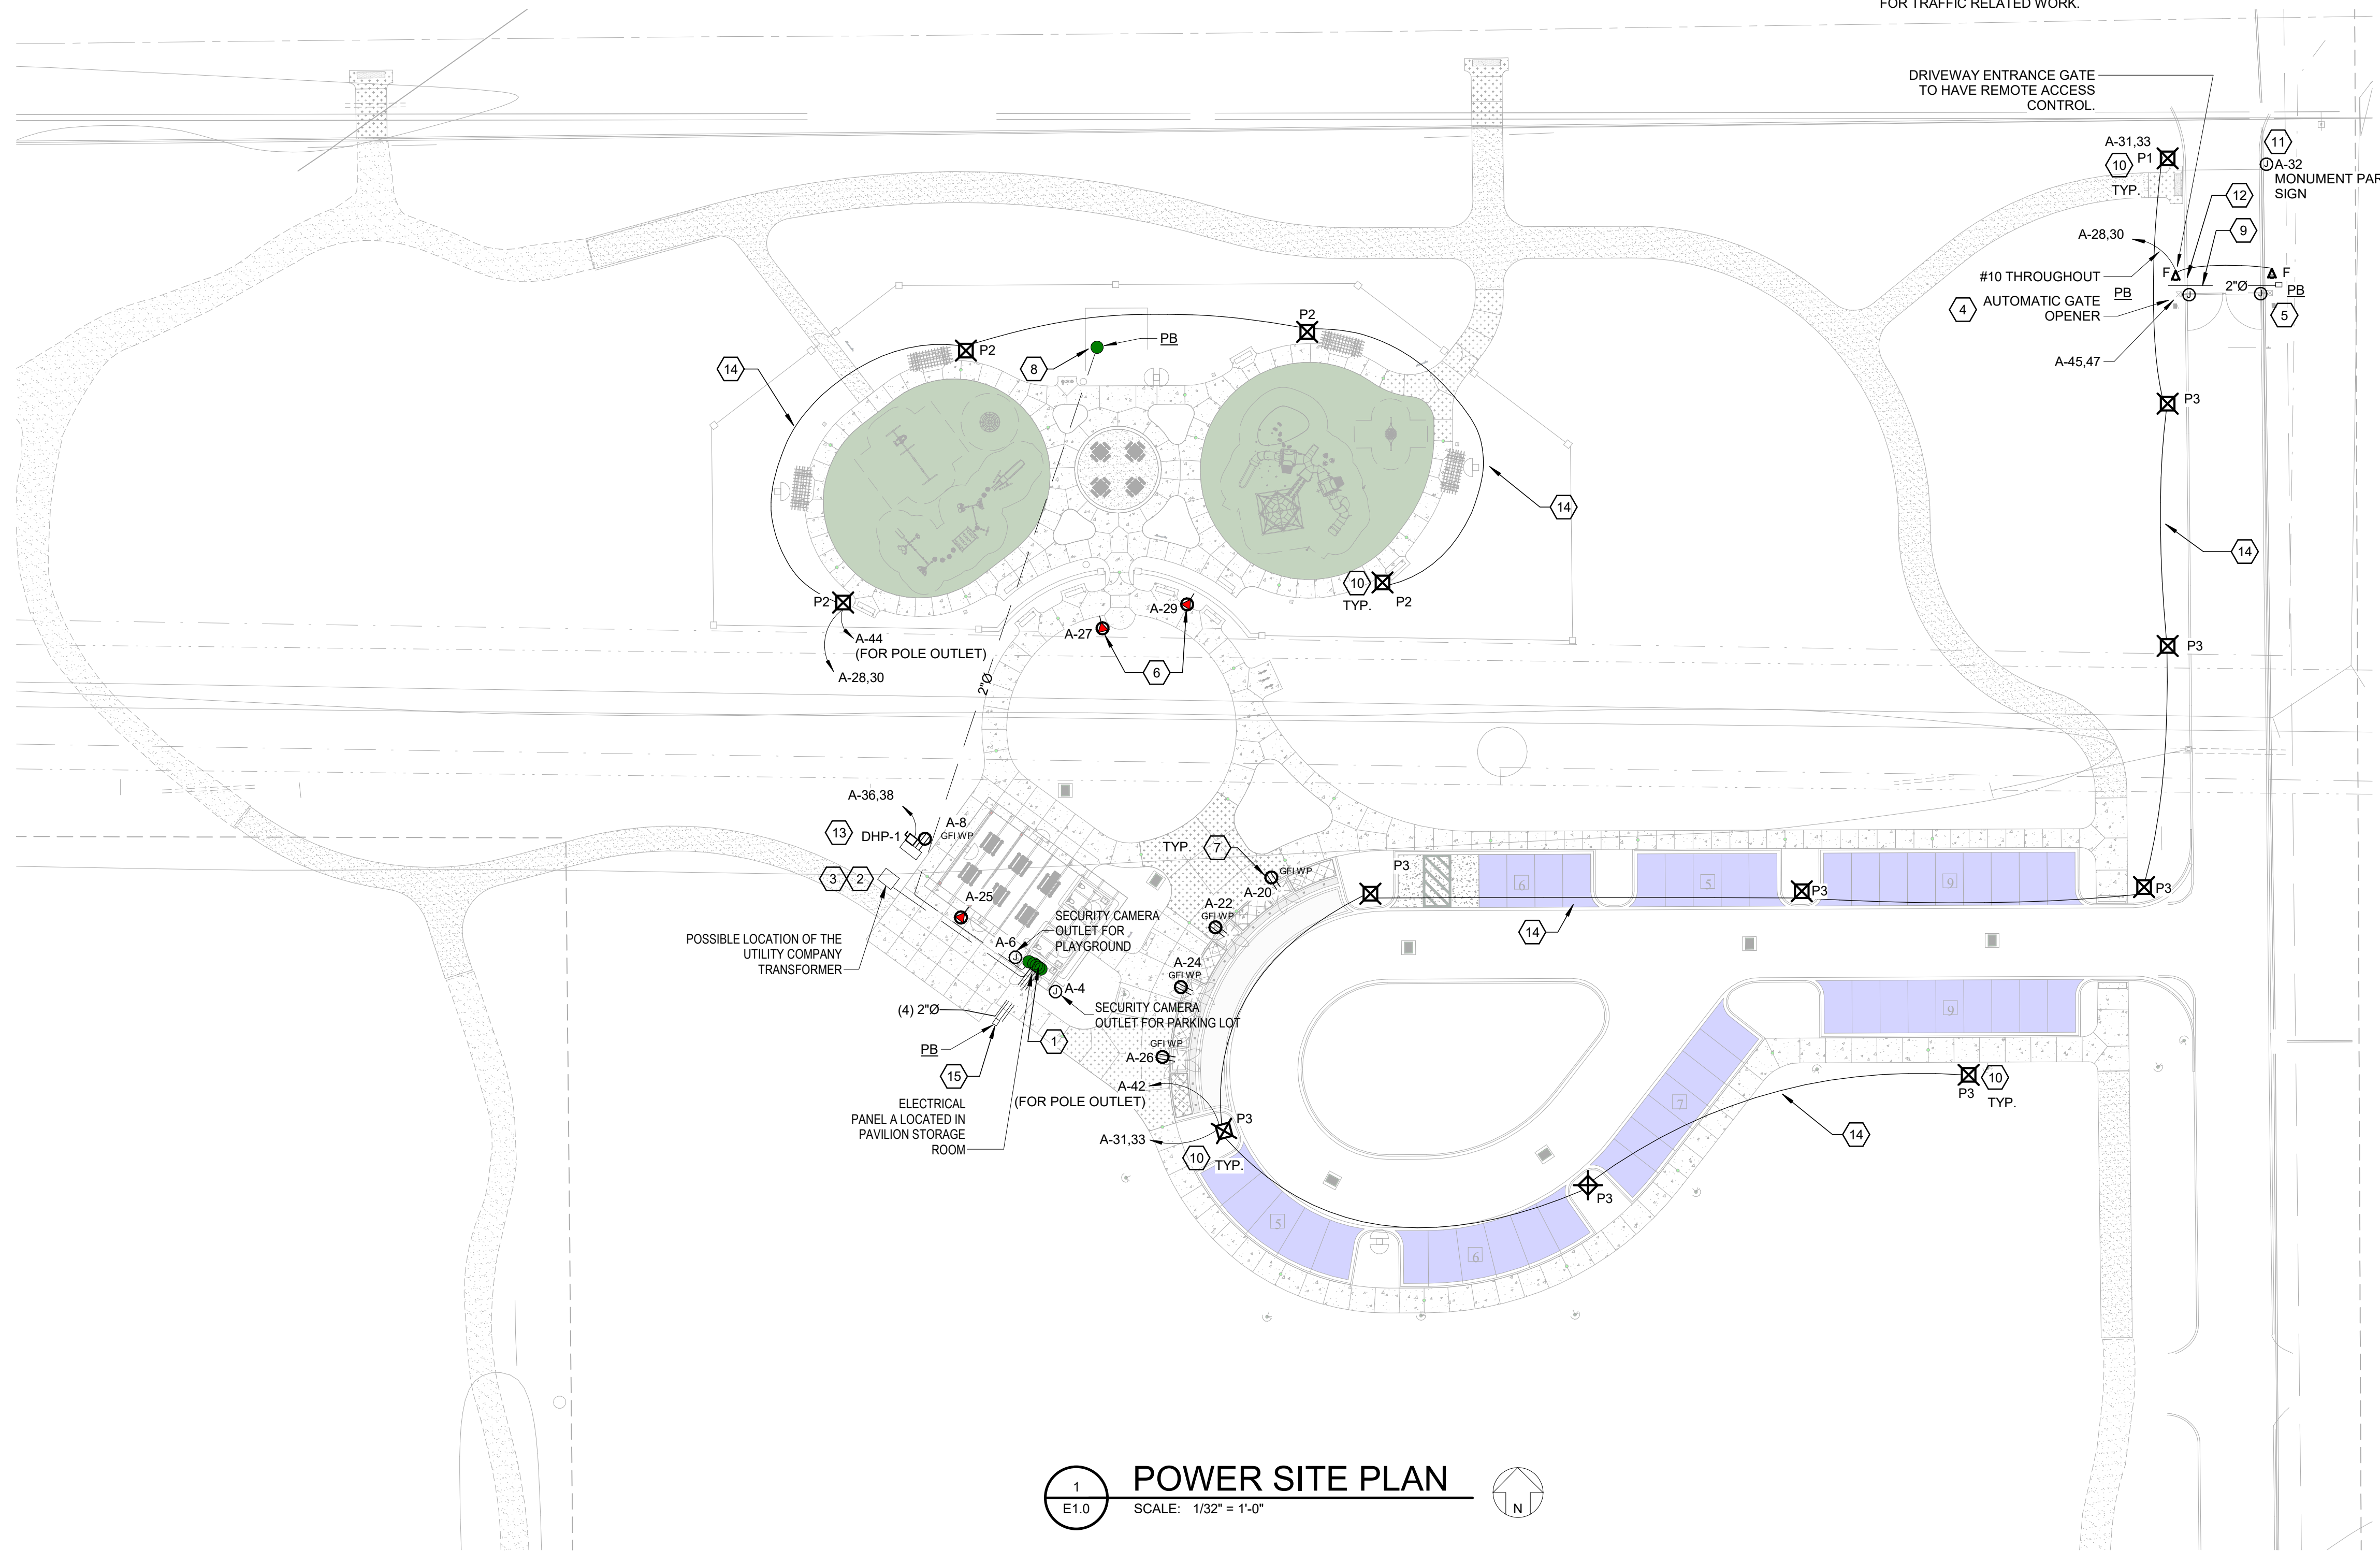 FOR TRAFFIC RELATED WORK.
DRIVEWAY ENTRANCE GATE
TO HAVE REMOTE ACCESS
CONTROL.
A-31,33
10
P1
TYP.
11
J
A-32
MONUMENT PAR
SIGN
12
9
A-28,30
#10 THROUGHOUT
F
F
2"Ø
PB
PB
4
AUTOMATIC GATE
OPENER
J
J
5
A-45,47
P2
P2
PB
8
14
P3
14
14
10
TYP.
P2
P2
A-29
A-27
A-44
(FOR POLE OUTLET)
A-28,30
6
2"Ø
P3
A-36,38
A-8
GFI WP
13
DHP-1
3
2
TYP.
7
GFI WP
A-20
P3
6
5
9
P3
P3
A-25
A-22
GFI WP
SECURITY CAMERA
OUTLET FOR
PLAYGROUND
A-6
J
14
POSSIBLE LOCATION OF THE
UTILITY COMPANY
TRANSFORMER
A-24
GFI WP
J
A-4
SECURITY CAMERA
OUTLET FOR PARKING LOT
(4) 2"Ø
PB
1
GFI WP
A-26
9
15
A-42
(FOR POLE OUTLET)
ELECTRICAL
PANEL A LOCATED IN
PAVILION STORAGE
ROOM
P3
A-31,33
10
TYP.
7
P3
10
TYP.
14
P3
5
6
1
E1.0
POWER SITE PLAN
SCALE: 1/32" = 1'-0"
N